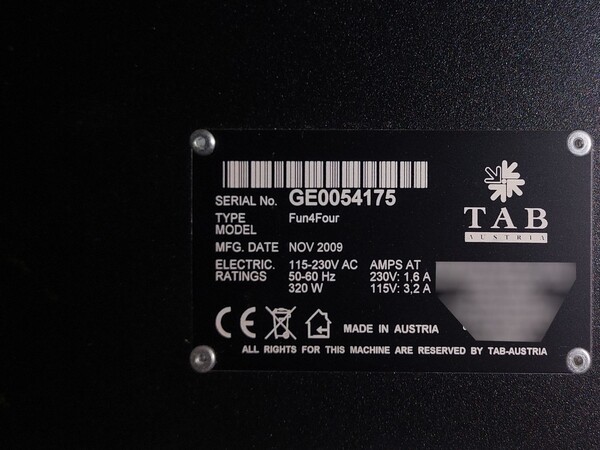 SERIAL No. GE0054175
TYPE Fun4Four
MODEL
MFG. DATE NOV 2009
ELECTRIC. 115-230V AC AMPS AT
RATINGS 50-60 Hz 230V: 1,6 A
320 W 115V: 3,2 A
TAB
AUSTRIA
CE MADE IN AUSTRIA
ALL RIGHTS FOR THIS MACHINE ARE RESERVED BY TAB-AUSTRIA